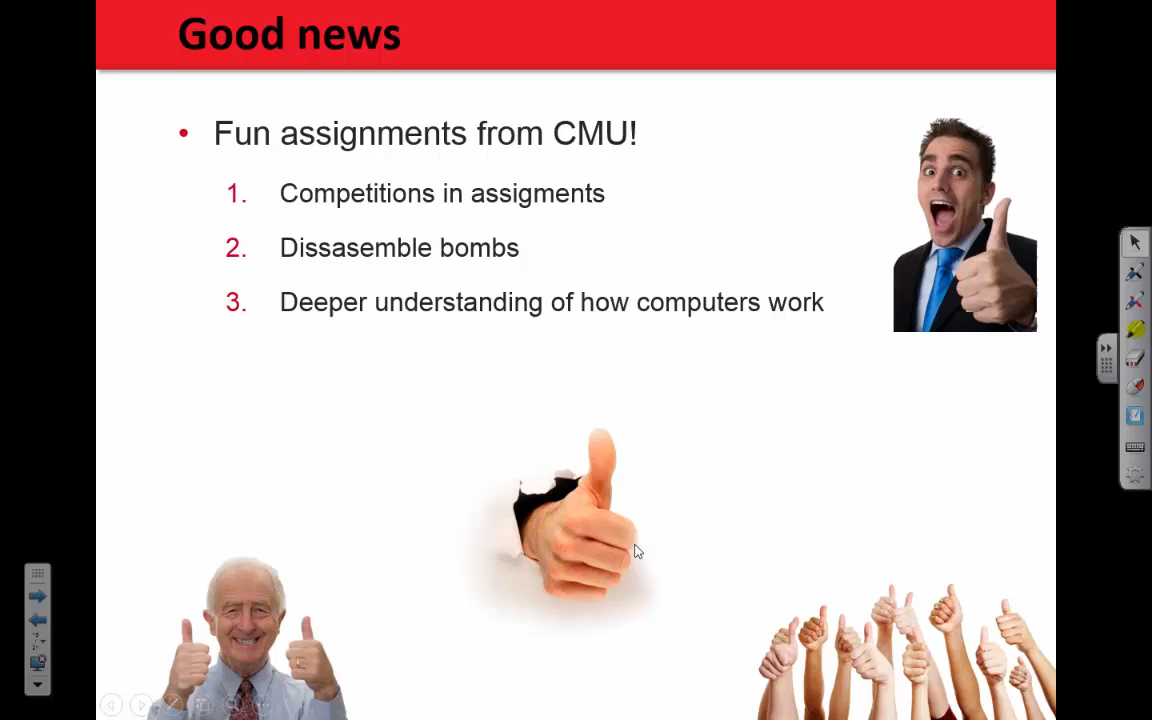 Good news
• Fun assignments from CMU!
1. Competitions in assigments
2. Dissasemble bombs
3. Deeper understanding of how computers work